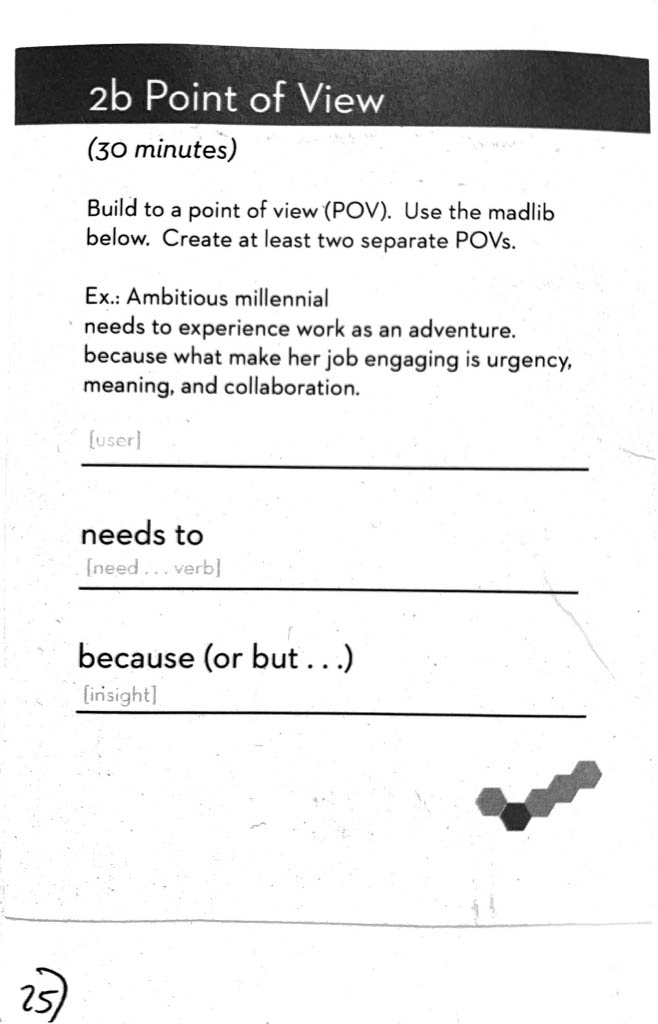 2b Point of View
(30 minutes)
Build to a point of view (POV). Use the madlib
below. Create at least two separate POVs.
Ex.: Ambitious millennial
needs to experience work as an adventure.
because what make her job engaging is urgency,
meaning, and collaboration.
[user]
needs to
[need . . . verb]
because (or but . . .)
[insight]
25)